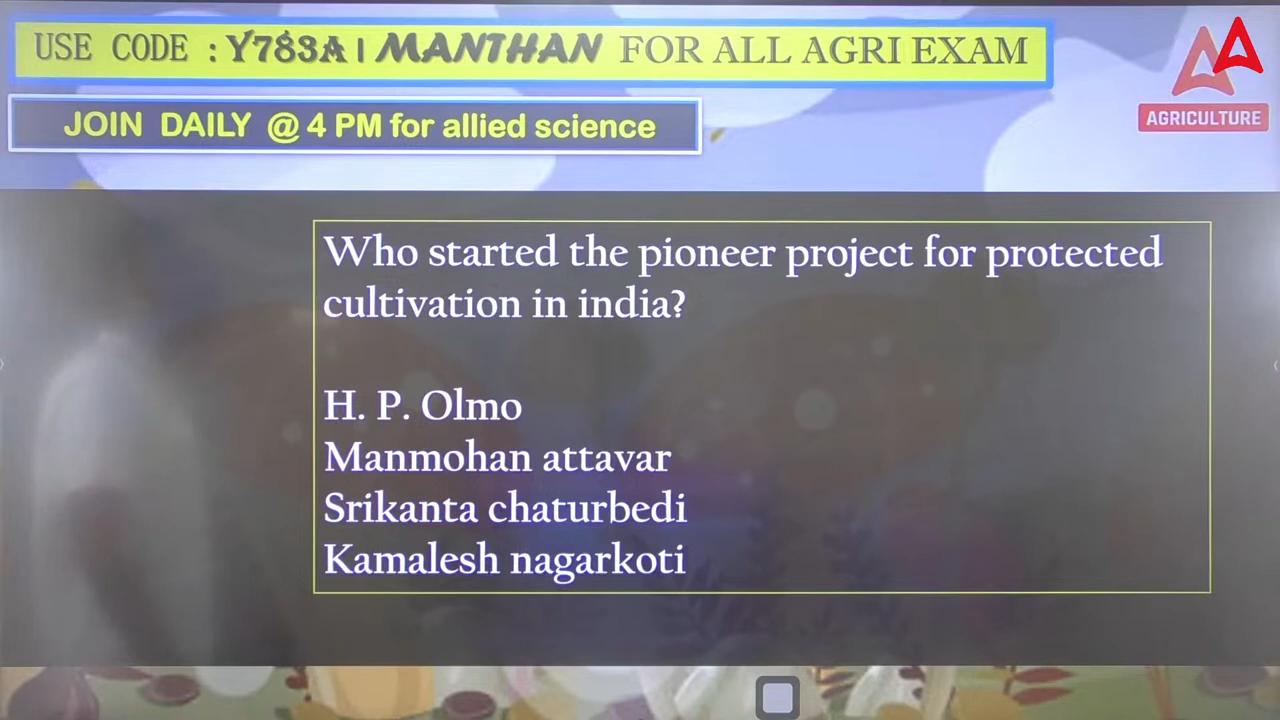 USE CODE : Y783A | MANTHAN FOR ALL AGRI EXAM
JOIN DAILY @ 4 PM for allied science
AGRICULTURE
Who started the pioneer project for protected
cultivation in india?
H. P. Olmo
Manmohan attavar
Srikanta chaturbedi
Kamalesh nagarkoti